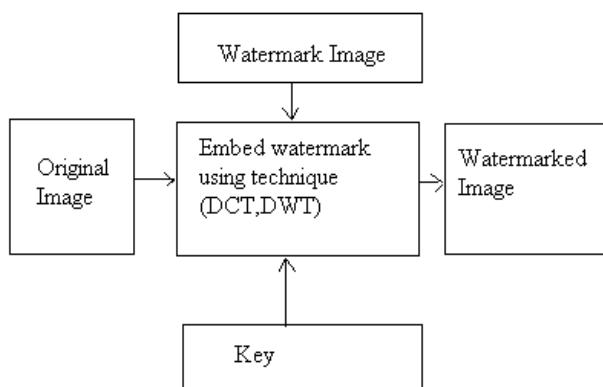 Watermark Image
Original
Image
Embed watermark
using technique
(DCT,DWT)
Watermarked
Image
Key